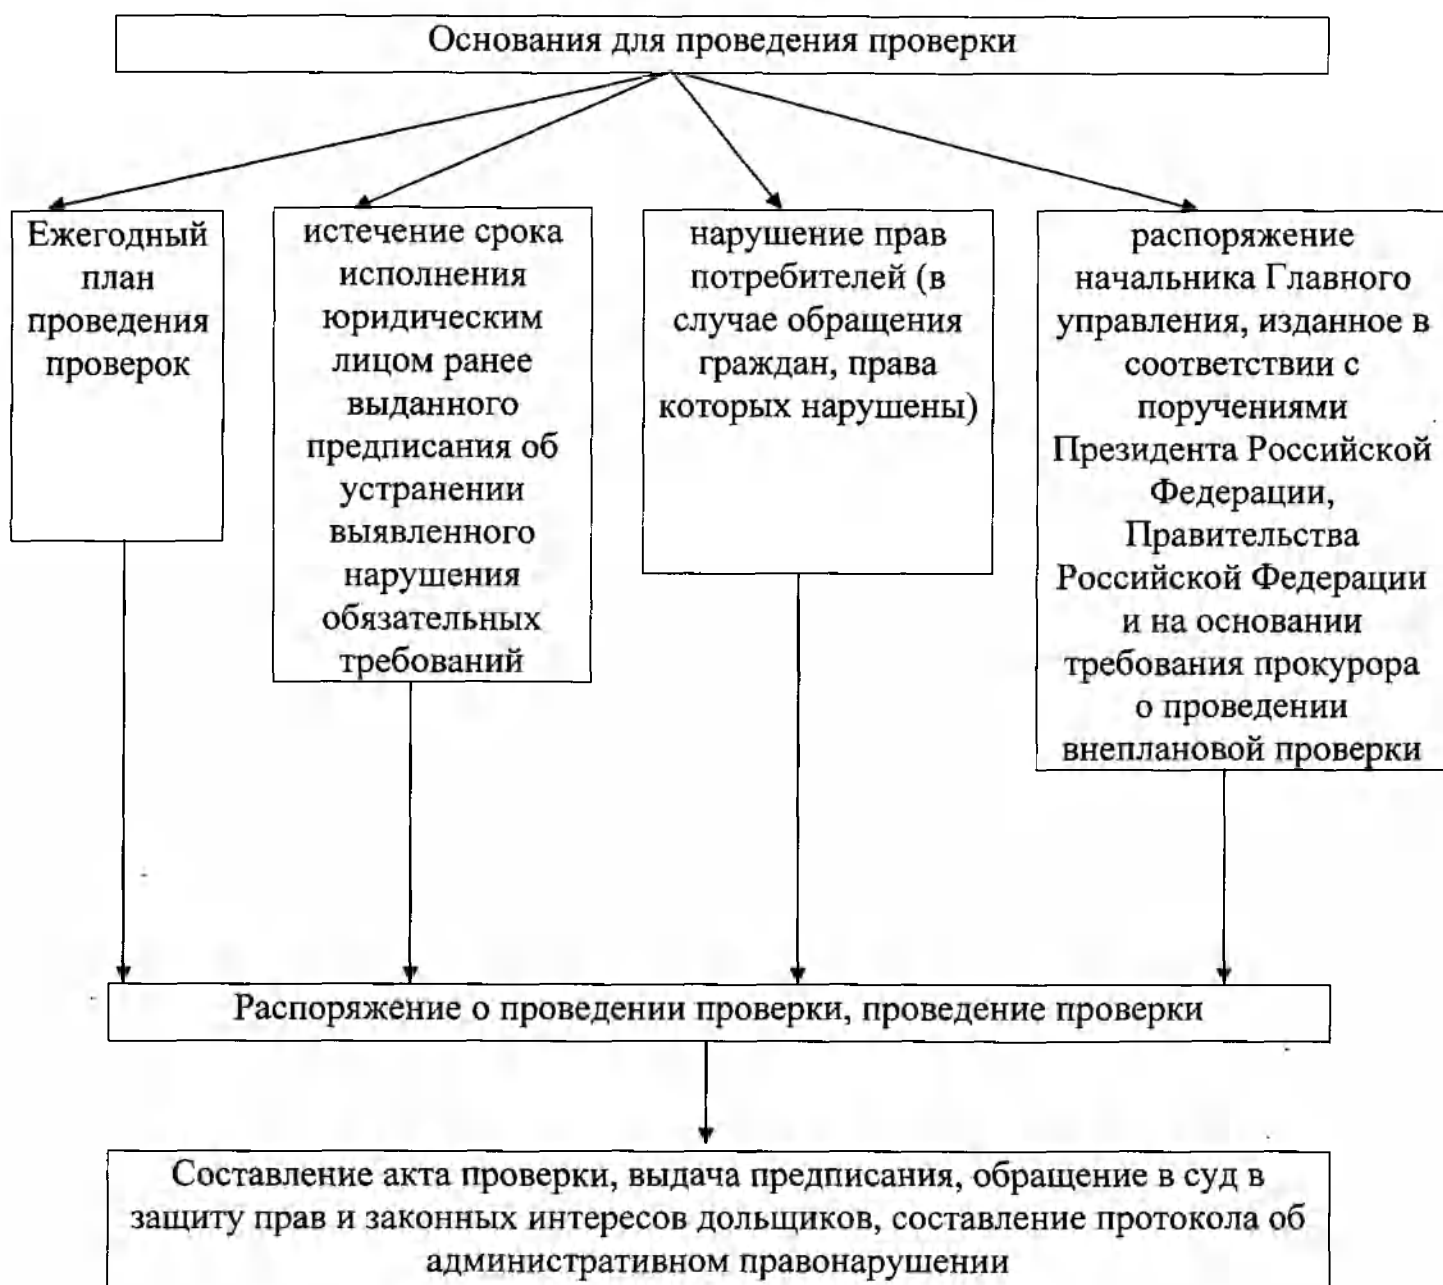 Основания для проведения проверки
Ежегодный
план
проведения
проверок
истечение срока
исполнения
юридическим
лицом ранее
выданного
предписания об
устранении
выявленного
нарушения
обязательных
требований
нарушение прав
потребителей (в
случае обращения
граждан, права
которых нарушены)
распоряжение
начальника Главного
управления, изданное в
соответствии с
поручениями
Президента Российской
Федерации,
Правительства
Российской Федерации
и на основании
требования прокурора
о проведении
внеплановой проверки
Распоряжение о проведении проверки, проведение проверки
Составление акта проверки, выдача предписания, обращение в суд в
защиту прав и законных интересов дольщиков, составление протокола об
административном правонарушении